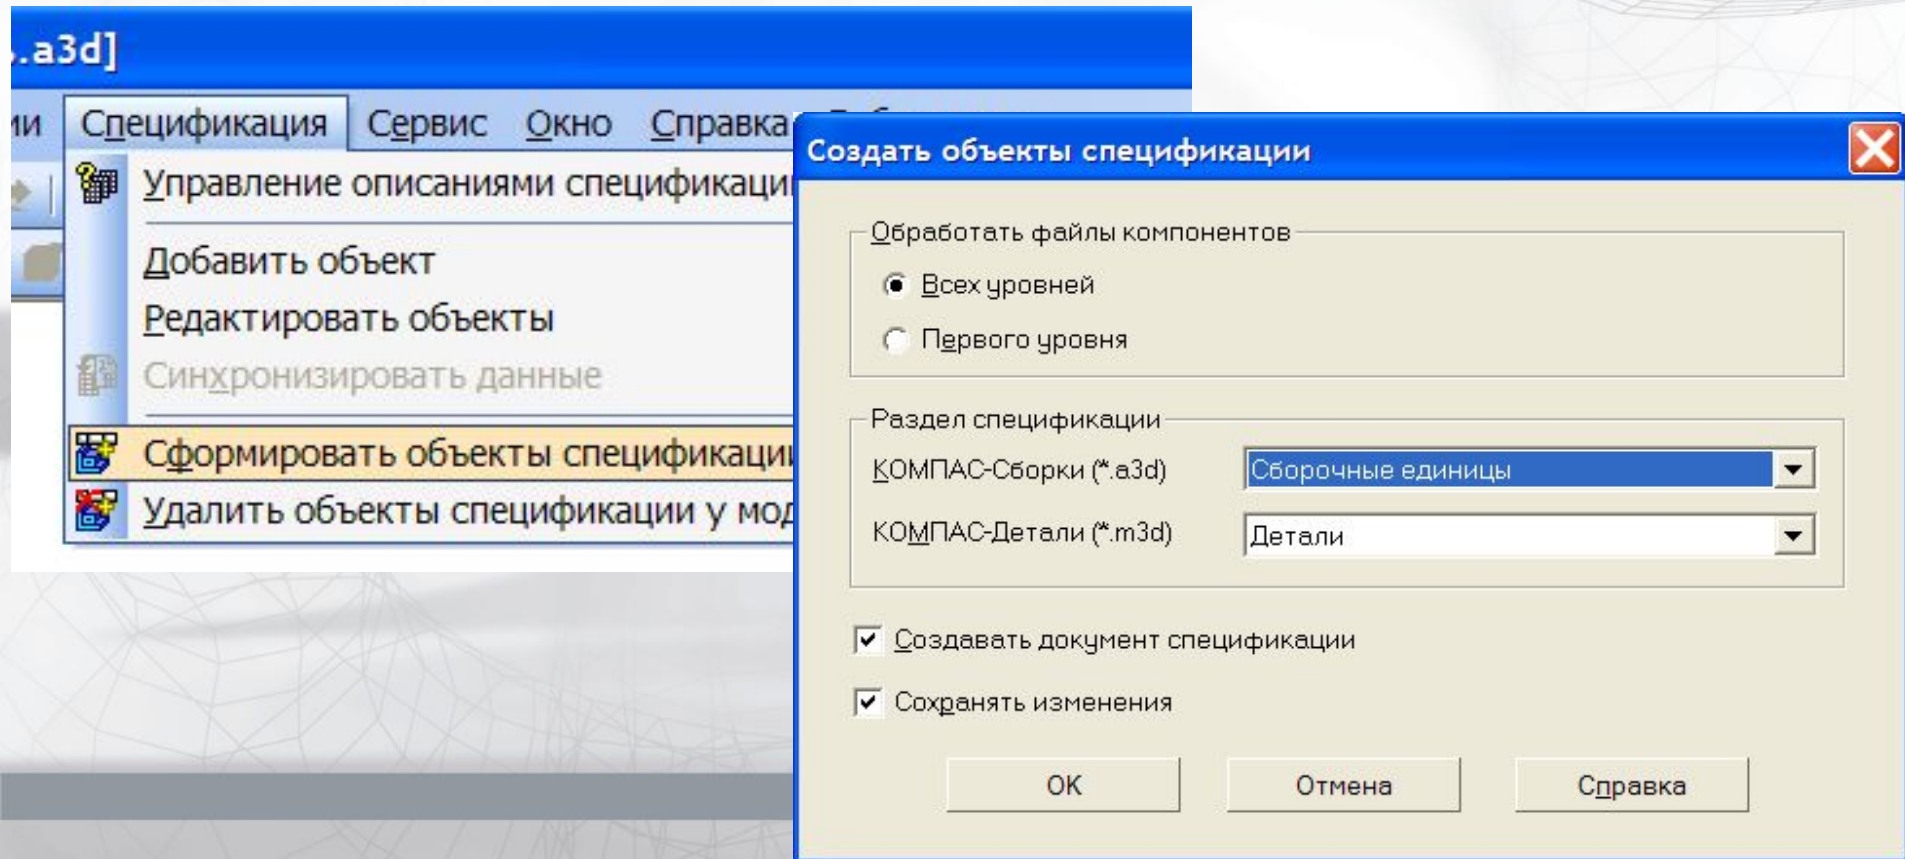 .a3d]
ии Спецификация Сервис Окно Справка
Управление описаниями спецификаци
Добавить объект
Редактировать объекты
Синхронизировать данные
Сформировать объекты спецификации
Удалить объекты спецификации у мод
Создать объекты спецификации
Обработать файлы компонентов
Всех уровней
Первого уровня
Раздел спецификации
КОМПАС-Сборки (*.a3d) Сборочные единицы
КОМПАС-Детали (*.m3d) Детали
Создавать документ спецификации
Сохранять изменения
OK Отмена Справка